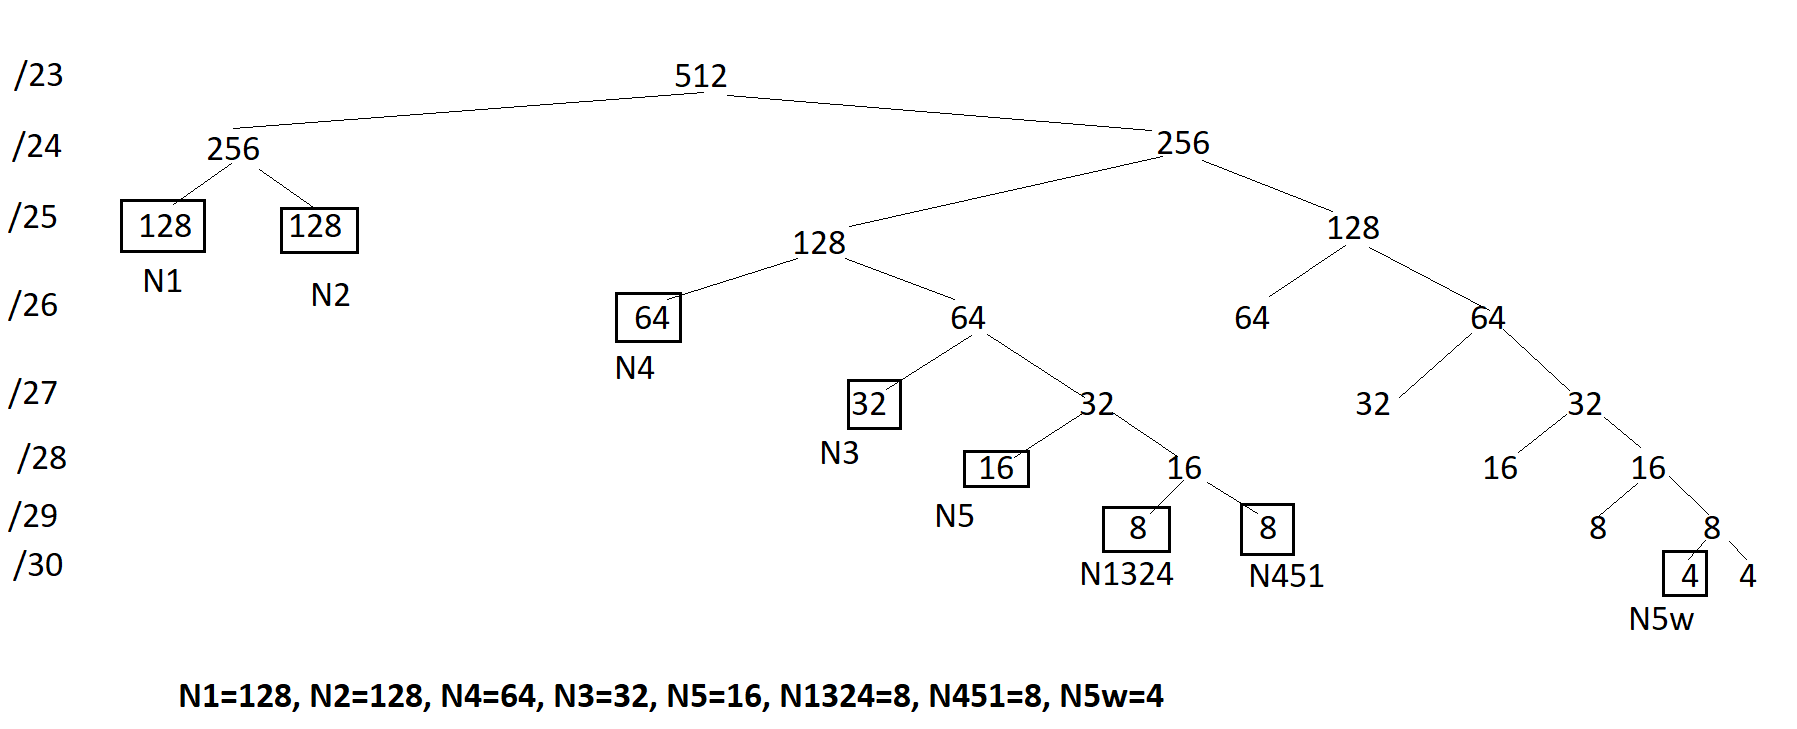 /23 512
/24 256 256
/25 128 128 128 128
N1 N2
/26 64 64 64 64
N4
/27 32 32 32 32
N3
/28 16 16 16 16
/29 N5 8 8 8 8
/30 N1324 N451 4 4
N5w
N1=128, N2=128, N4=64, N3=32, N5=16, N1324=8, N451=8, N5w=4